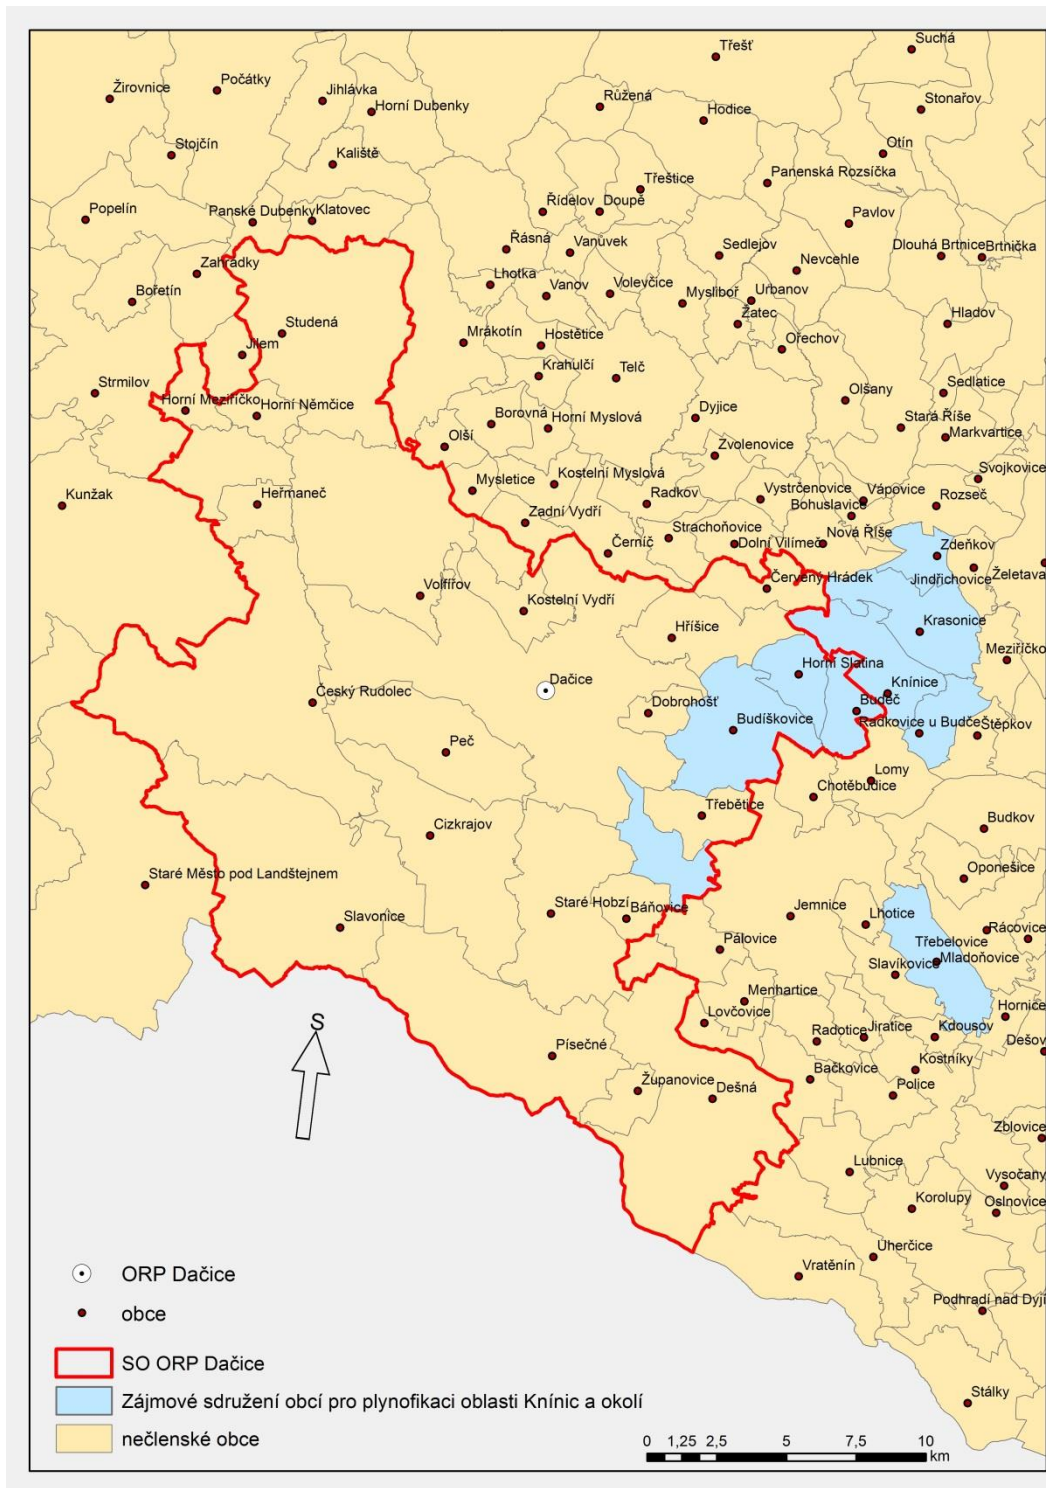 Třešť
Suchá
Žirovnice
Počátky
Jihlávka
Horní Dubenky
Růžená
Hodice
Stonařov
Stojčín
Kaliště
Otín
Třeštice
Panenská Rozsíčka
Popelín
Panské Dubenky
Klatovec
Řídelov
Doupě
Pavlov
Řásná
Vanůvek
Sedlejov
Dlouhá Brtnice
Brtnička
Zahrádky
Lhotka
Nevcehle
Bořetín
Vanov
Volevčice
Mysliboř
Urbanov
Studená
Žatec
Hladov
Jilem
Mrákotín
Hostětice
Ořechov
Krahulčí
Telč
Strmilov
Olšany
Sedlatice
Horní Meziříčko
Horní Němčice
Borovná
Horní Myslová
Dyjice
Stará Říše
Markvartice
Olší
Zvolenovice
Svojkovice
Kunžak
Heřmaneč
Mysletice
Kostelní Myslová
Radkov
Vystrčenovice
Vápovice
Rozseč
Bohuslavice
Zadní Vydří
Strachoňovice
Černíč
Dolní Vilímeč
Nová Říše
Zdeňkov
Jindřichovice
Želetava
Volfířov
Kostelní Vydří
Červený Hrádek
Hříšice
Krasonice
Meziříčko
Horní Slatina
Dačice
Knínice
Český Rudolec
Dobrohošť
Budeč
Budíškovice
Radkovice u Budče
Štěpkov
Peč
Lomy
Chotěbudice
Třebětice
Cizkrajov
Budkov
Staré Město pod Landštejnem
Oponešice
Slavonice
Staré Hobzí
Báňovice
Jemnice
Lhotice
Rácovice
Třebelovice
Pálovice
Slavíkovice
Mladoňovice
Menhartice
Lovčovice
Hornice
S
Radotice
Jiratice
Kdousov
Dešov
Písečné
Bačkovice
Kostníky
Županovice
Dešná
Police
Zblovice
Lubnice
Vysočany
Korolupy
Oslnovice
Uherčice
Vratěnín
Podhradí nad Dyjí
Stálky
ORP Dačice
obce
SO ORP Dačice
Zájmové sdružení obcí pro plynofikaci oblasti Knínic a okolí
nečlenské obce
0 1,25 2,5 5 7,5 10
km